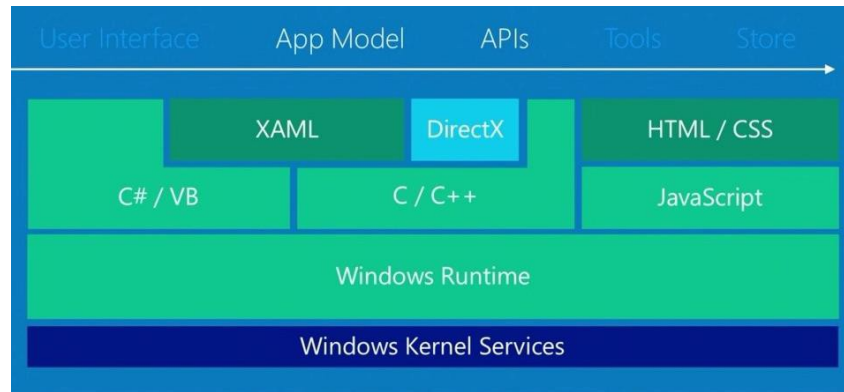 User Interface App Model APIs Tools Store
XAML DirectX HTML / CSS
C# / VB C / C++ JavaScript
Windows Runtime
Windows Kernel Services